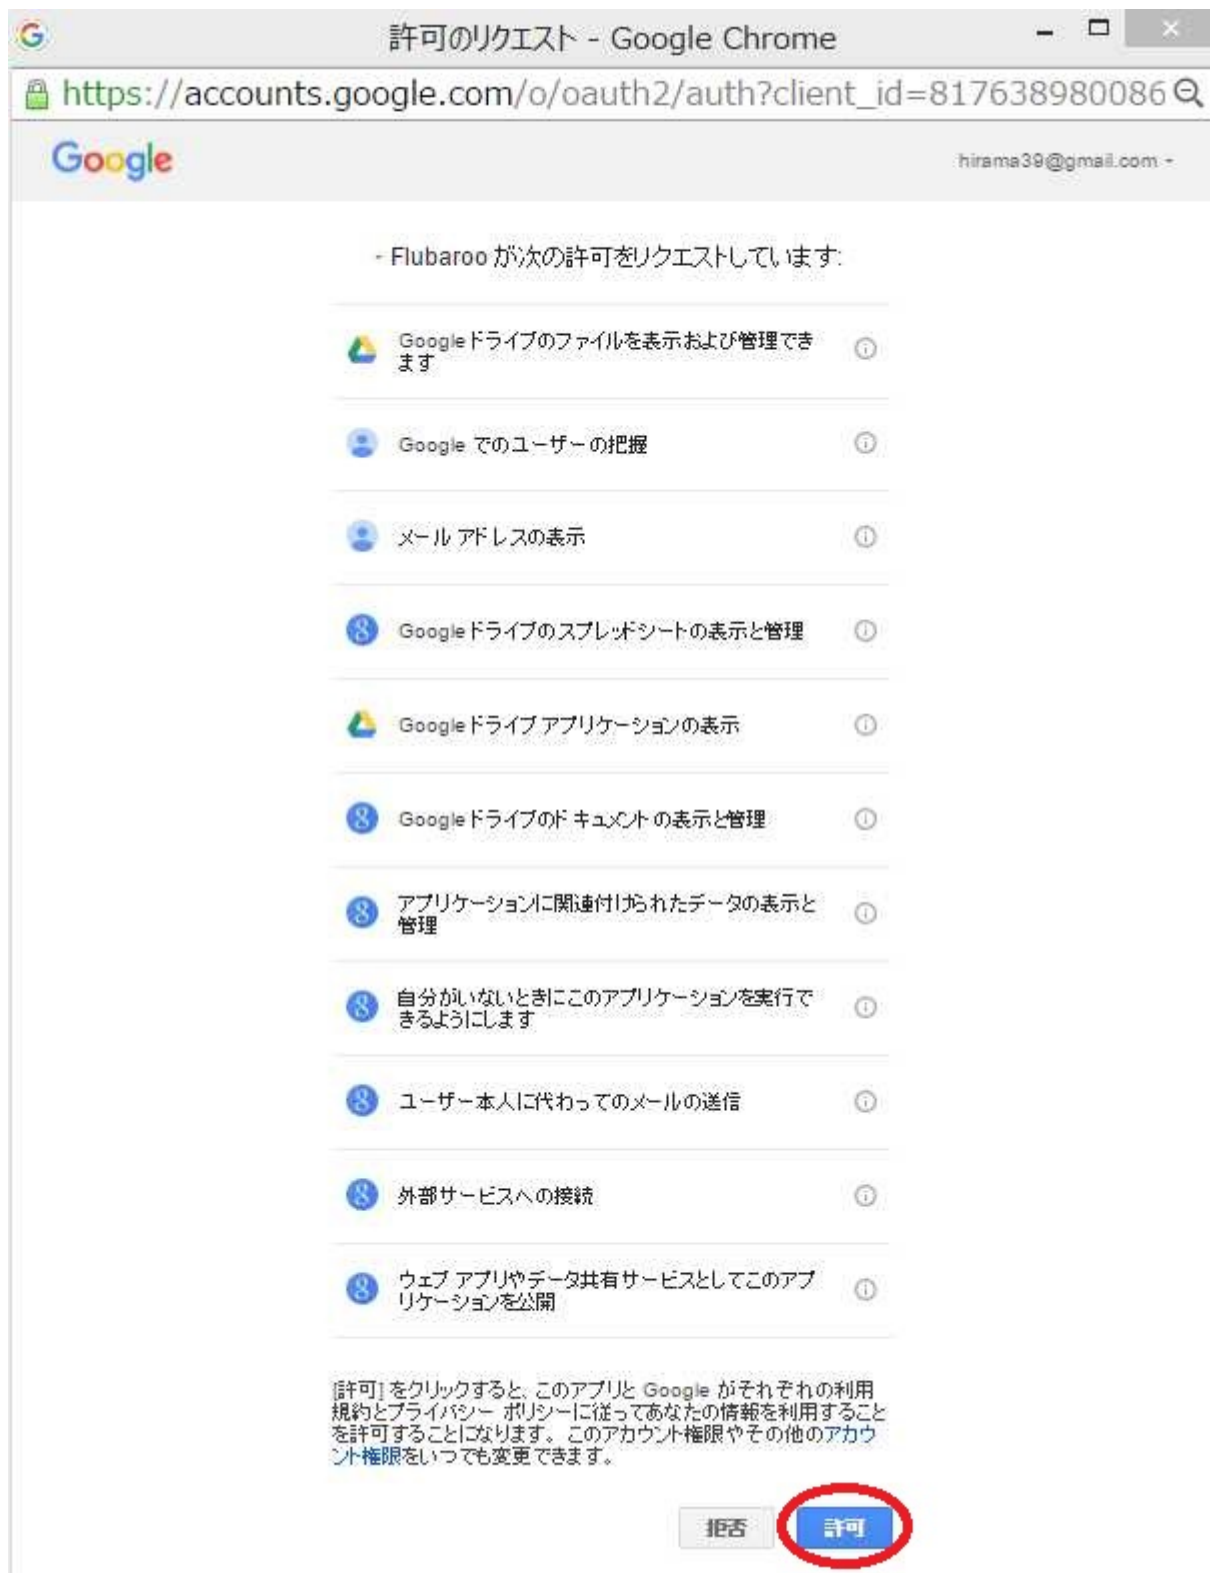 許可のリクエスト - Google Chrome
https://accounts.google.com/o/oauth2/auth?client_id=817638980086
Google
hirama39@gmail.com
- Flubaroo が次の許可をリクエストしています:
Google ドライブのファイルを表示および管理でき
ます
Google でのユーザーの把握
メール アドレスの表示
Google ドライブのスプレッドシートの表示と管理
Google ドライブ アプリケーションの表示
Google ドライブのドキュメントの表示と管理
アプリケーションに関連付けられたデータの表示と
管理
自分がいないときにこのアプリケーションを実行で
きるようにします
ユーザー本人に代わってのメールの送信
外部サービスへの接続
ウェブ アプリやデータ共有サービスとしてこのアプ
リケーションを公開
[許可] をクリックすると、このアプリと Google がそれぞれの利用
規約とプライバシー ポリシーに従ってあなたの情報を利用すること
を許可することになります。このアカウント権限やその他のアカウ
ント権限をいつでも変更できます。
拒否
許可